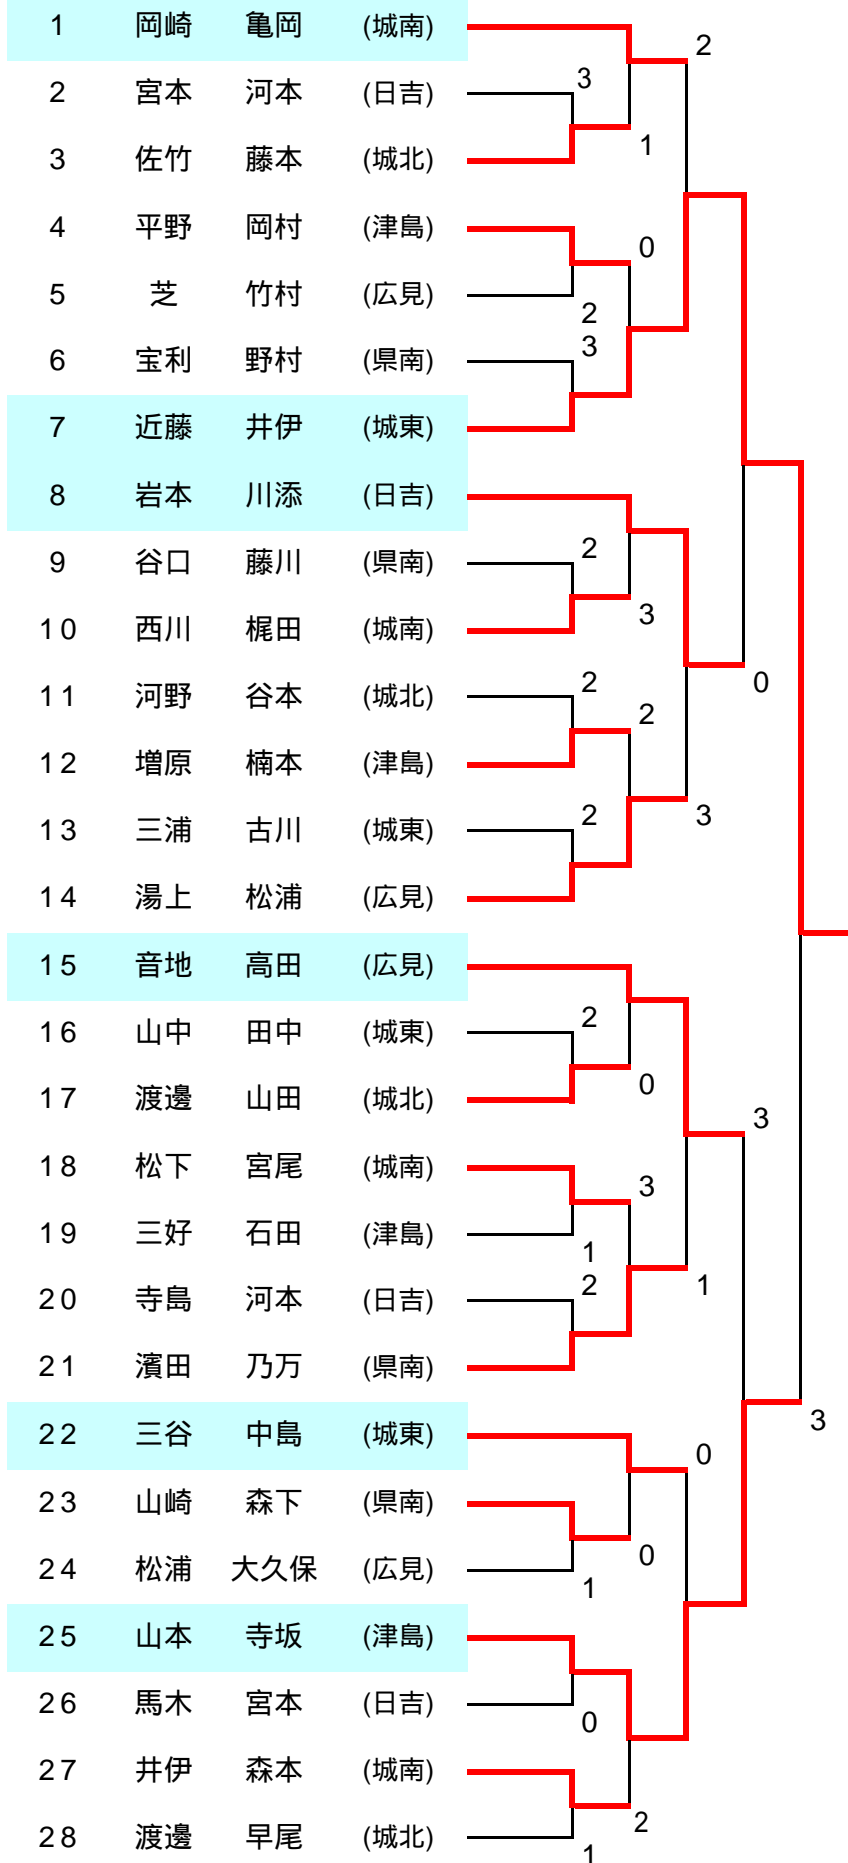 1 岡崎 亀岡 (城南)
2
2 宮本 河本 (日吉)
3
1
3 佐竹 藤本 (城北)
4 平野 岡村 (津島)
0
5 芝 竹村 (広見)
2
6 宝利 野村 (県南)
3
7 近藤 井伊 (城東)
8 岩本 川添 (日吉)
9 谷口 藤川 (県南)
2
10 西川 梶田 (城南)
3
11 河野 谷本 (城北)
2
0
2
12 増原 楠本 (津島)
13 三浦 古川 (城東)
2
3
14 湯上 松浦 (広見)
15 音地 高田 (広見)
16 山中 田中 (城東)
2
0
17 渡邊 山田 (城北)
3
18 松下 宮尾 (城南)
3
19 三好 石田 (津島)
1
20 寺島 河本 (日吉)
2
1
21 濱田 乃万 (県南)
22 三谷 中島 (城東)
3
0
23 山崎 森下 (県南)
0
24 松浦 大久保 (広見)
1
25 山本 寺坂 (津島)
26 馬木 宮本 (日吉)
0
27 井伊 森本 (城南)
2
28 渡邊 早尾 (城北)
1